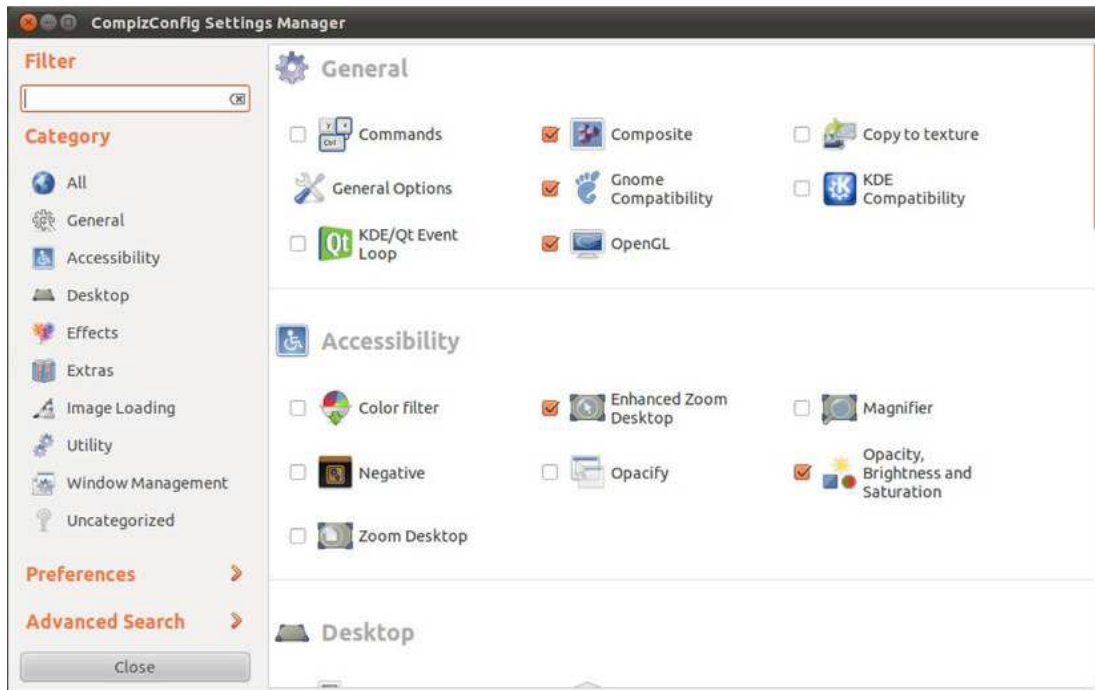 CompizConfig Settings Manager
Filter
Category
All
General
Accessibility
Desktop
Effects
Extras
Image Loading
Utility
Window Management
Uncategorized
Preferences
Advanced Search
Close
General
Commands
Composite
Copy to texture
General Options
Gnome
Compatibility
KDE
Compatibility
KDE/Qt Event
Loop
OpenGL
Accessibility
Color filter
Enhanced Zoom
Desktop
Magnifier
Negative
Opacify
Opacity,
Brightness and
Saturation
Zoom Desktop
Desktop